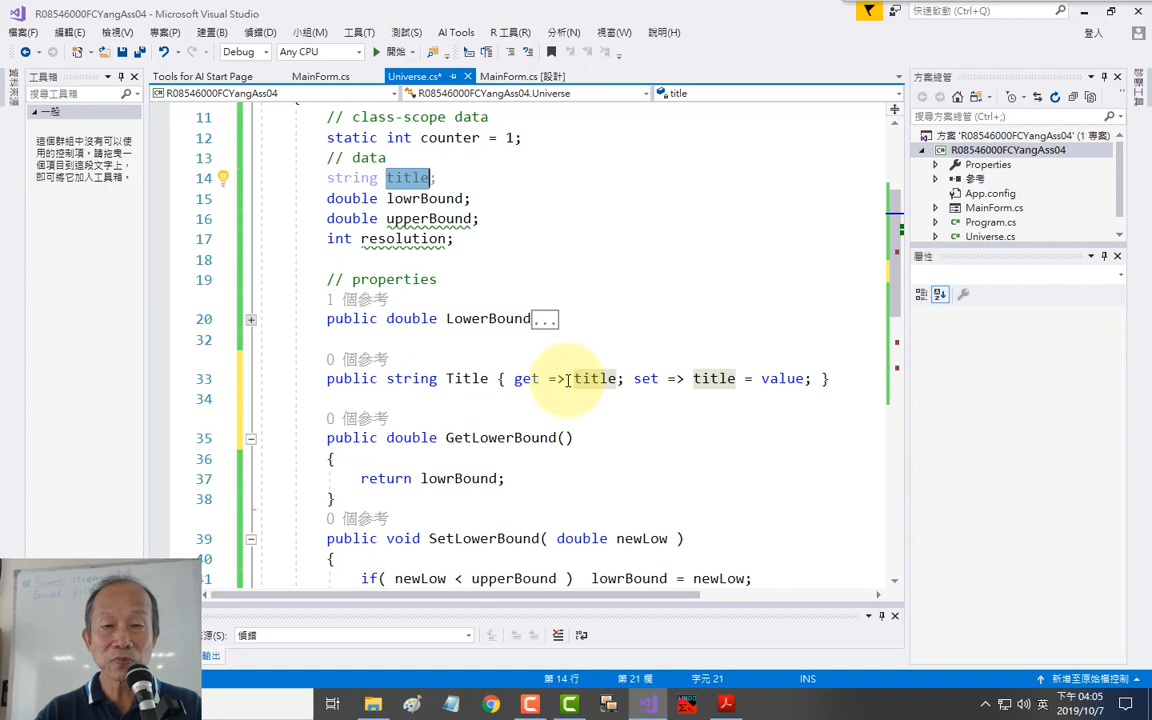 R08546000FCYangAss04 - Microsoft Visual Studio
快速啟動 (Ctrl+Q)
檔案(F) 編輯(E) 檢視(V) 專案(P) 建置(B) 偵錯(D) 小組(M) 工具(T) 測試(S) AI Tools R 工具(R) 分析(N) 視窗(W) 說明(H) 登入
Debug Any CPU 開始
工具箱
搜尋工具箱
一般
這個群組中沒有可以使
用的控制項。請拖曳一
個項目到這段文字上,
即可將它加入工具箱。
Tools for AI Start Page MainForm.cs Universe.cs* MainForm.cs [設計]
R08546000FCYangAss04 R08546000FCYangAss04.Universe title
11 // class-scope data
12 static int counter = 1;
13 // data
14 string title;
15 double lowrBound;
16 double upperBound;
17 int resolution;
18
19 // properties
1 個參考
20 public double LowerBound...
32
0 個參考
33 public string Title { get => title; set => title = value; }
34
0 個參考
35 public double GetLowerBound()
36 {
37 return lowrBound;
38 }
0 個參考
39 public void SetLowerBound( double newLow )
40 {
41 if( newLow < upperBound ) lowrBound = newLow;
方案總管
搜尋方案總管 (Ctrl+;)
方案 'R08546000FCYangAss04' (1 專案)
R08546000FCYangAss04
Properties
參考
App.config
MainForm.cs
Program.cs
Universe.cs
屬性
源(S): 偵錯
輸出
第 14 行 第 21 欄 字元 21 INS 新增至原始檔控制
英 下午 04:05
2019/10/7